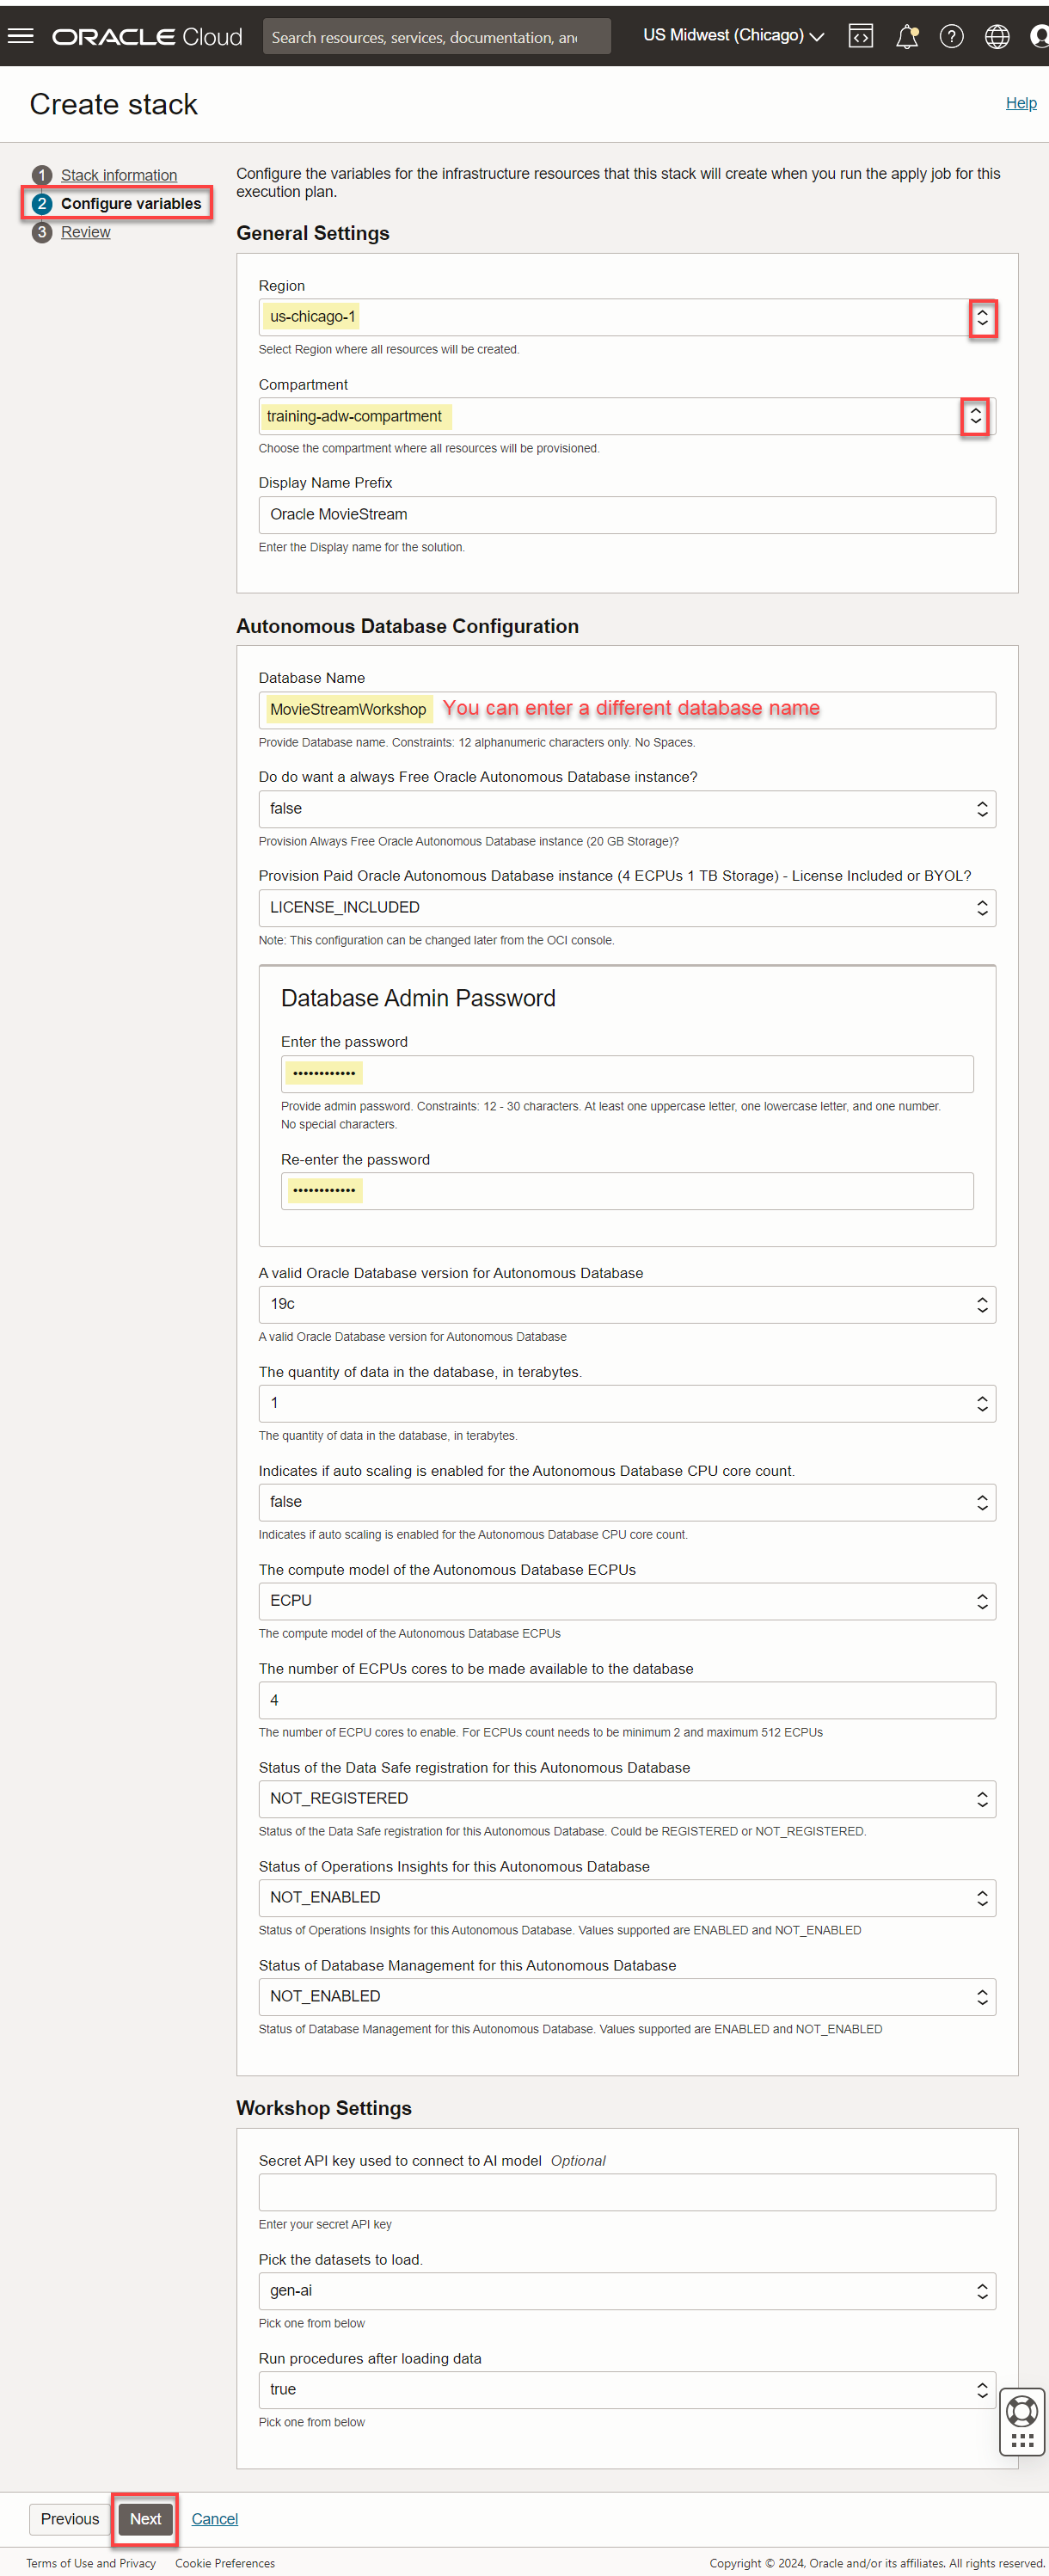 ORACLE Cloud
Search resources, services, documentation, an
US Midwest (Chicago)
Create stack
Help
1 Stack information
2 Configure variables
3 Review
Configure the variables for the infrastructure resources that this stack will create when you run the apply job for this
execution plan.
General Settings
Region
us-chicago-1
Select Region where all resources will be created.
Compartment
training-adw-compartment
Choose the compartment where all resources will be provisioned.
Display Name Prefix
Oracle MovieStream
Enter the Display name for the solution.
Autonomous Database Configuration
Database Name
MovieStreamWorkshop You can enter a different database name
Provide Database name. Constraints: 12 alphanumeric characters only. No Spaces.
Do do want a always Free Oracle Autonomous Database instance?
false
Provision Always Free Oracle Autonomous Database instance (20 GB Storage)?
Provision Paid Oracle Autonomous Database instance (4 ECPUs 1 TB Storage) - License Included or BYOL?
LICENSE_INCLUDED
Note: This configuration can be changed later from the OCI console.
Database Admin Password
Enter the password
••••••••••••
Provide admin password. Constraints: 12 - 30 characters. At least one uppercase letter, one lowercase letter, and one number.
No special characters.
Re-enter the password
••••••••••••
A valid Oracle Database version for Autonomous Database
19c
A valid Oracle Database version for Autonomous Database
The quantity of data in the database, in terabytes.
1
The quantity of data in the database, in terabytes.
Indicates if auto scaling is enabled for the Autonomous Database CPU core count.
false
Indicates if auto scaling is enabled for the Autonomous Database CPU core count.
The compute model of the Autonomous Database ECPUs
ECPU
The compute model of the Autonomous Database ECPUs
The number of ECPUs cores to be made available to the database
4
The number of ECPU cores to enable. For ECPUs count needs to be minimum 2 and maximum 512 ECPUs
Status of the Data Safe registration for this Autonomous Database
NOT_REGISTERED
Status of the Data Safe registration for this Autonomous Database. Could be REGISTERED or NOT_REGISTERED.
Status of Operations Insights for this Autonomous Database
NOT_ENABLED
Status of Operations Insights for this Autonomous Database. Values supported are ENABLED and NOT_ENABLED
Status of Database Management for this Autonomous Database
NOT_ENABLED
Status of Database Management for this Autonomous Database. Values supported are ENABLED and NOT_ENABLED
Workshop Settings
Secret API key used to connect to AI model Optional
Enter your secret API key
Pick the datasets to load.
gen-ai
Pick one from below
Run procedures after loading data
true
Pick one from below
Previous Next Cancel
Terms of Use and Privacy Cookie Preferences Copyright © 2024, Oracle and/or its affiliates. All rights reserved.